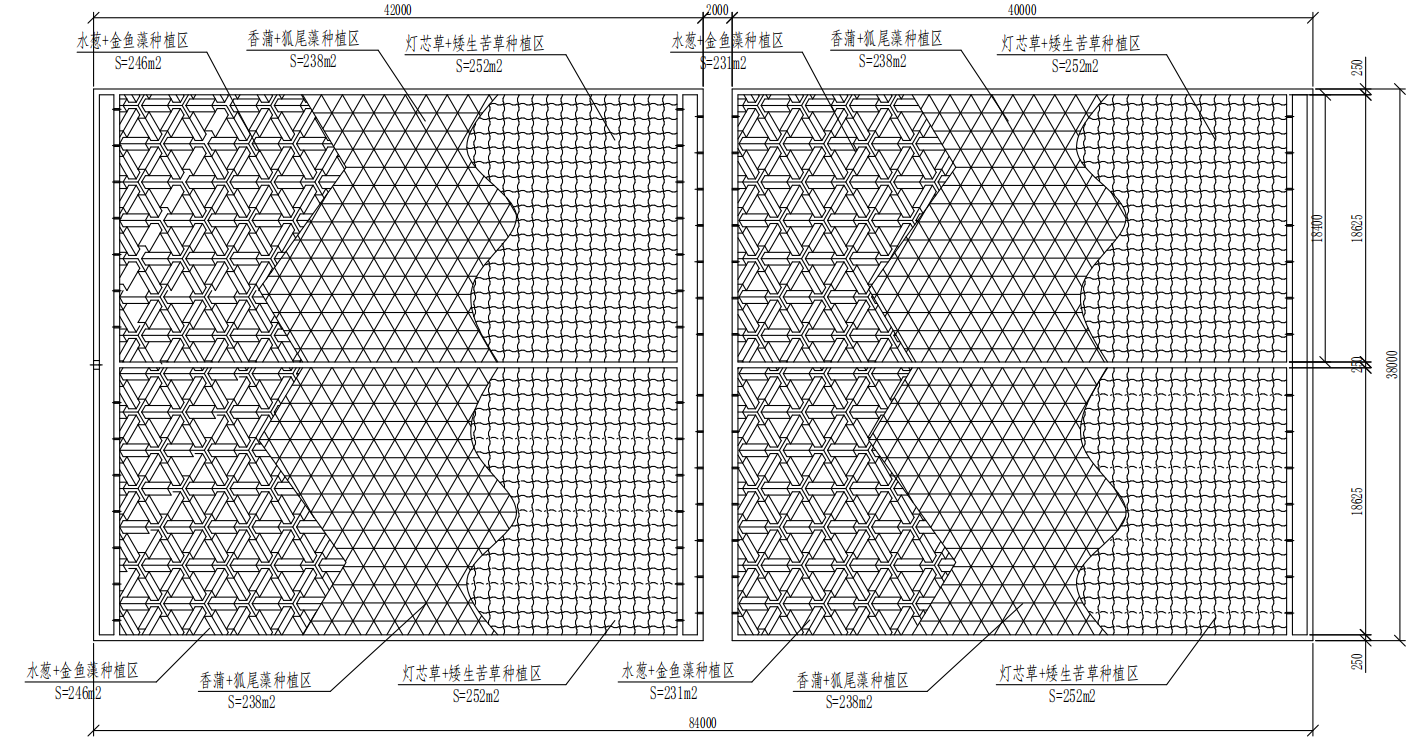 42000
2000
40000
水葱+金鱼藻种植区
S=246m2
香蒲+狐尾藻种植区
S=238m2
灯芯草+矮生苦草种植区
S=252m2
水葱+金鱼藻种植区
S=231m2
香蒲+狐尾藻种植区
S=238m2
灯芯草+矮生苦草种植区
S=252m2
250
18400
18625
250
38000
18625
250
水葱+金鱼藻种植区
S=246m2
香蒲+狐尾藻种植区
S=238m2
灯芯草+矮生苦草种植区
S=252m2
水葱+金鱼藻种植区
S=231m2
香蒲+狐尾藻种植区
S=238m2
灯芯草+矮生苦草种植区
S=252m2
84000